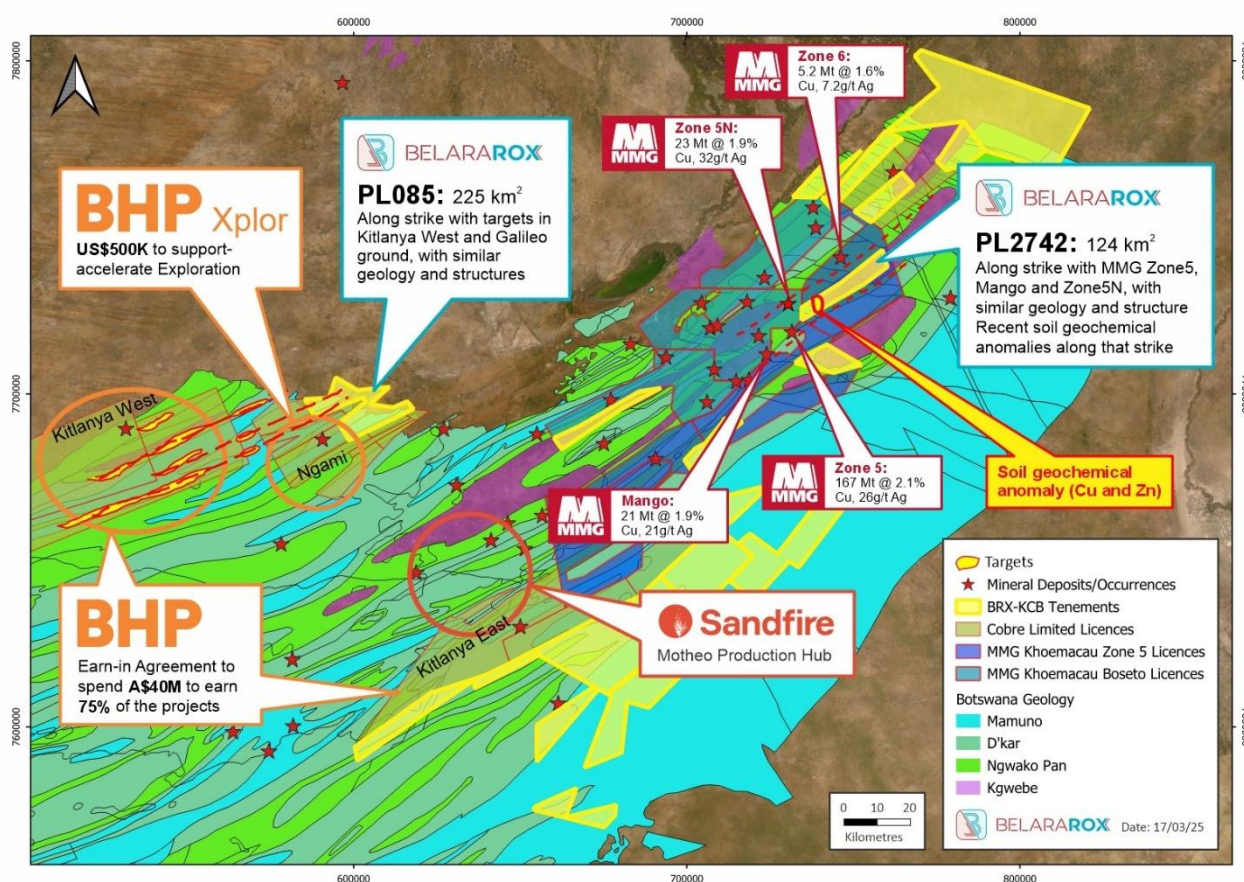 600000
700000
800000
7800000
7800000
Zone 6:
5.2 Mt @ 1.6%
Cu, 7.2g/t Ag
MMG
Zone 5N:
23 Mt @ 1.9%
Cu, 32g/t Ag
MMG
BELARAROX
PL085: 225 km²
Along strike with targets in
Kitlanya West and Galileo
ground, with similar
geology and structures
BHP Xplor
US$500K to support-
accelerate Exploration
BELARAROX
PL2742: 124 km²
Along strike with MMG Zone5,
Mango and Zone5N, with
similar geology and structure
Recent soil geochemical
anomalies along that strike
7700000
7700000
Kitlanya West
Ngami
Zone 5:
167 Mt @ 2.1%
Cu, 26g/t Ag
MMG
Soil geochemical
anomaly (Cu and Zn)
Mango:
21 Mt @ 1.9%
Cu, 21g/t Ag
MMG
BHP
Earn-in Agreement to
spend A$40M to earn
75% of the projects
Kitlanya East
Sandfire
Motheo Production Hub
7600000
7600000
Targets
Mineral Deposits/Occurrences
BRX-KCB Tenements
Cobre Limited Licences
MMG Khoemacau Zone 5 Licences
MMG Khoemacau Boseto Licences
Botswana Geology
Mamuno
D'kar
Ngwako Pan
Kgwebe
BELARAROX Date: 17/03/25
0 10 20
Kilometres
600000
700000
800000